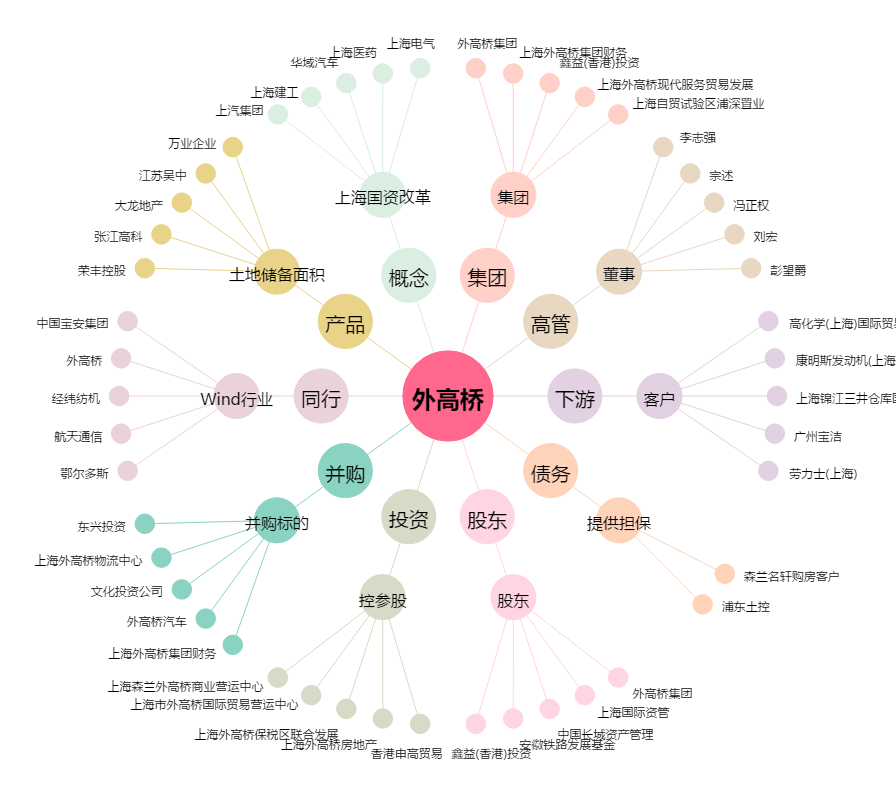 外高桥
概念
上海国资改革
上海电气
上海医药
华域汽车
上海建工
上汽集团
集团
集团
外高桥集团
上海外高桥集团财务
鑫益(香港)投资
上海外高桥现代服务贸易发展
上海自贸试验区浦深置业
高管
董事
李志强
宗述
冯正权
刘宏
彭望爵
下游
客户
高化学(上海)国际贸易
康明斯发动机(上海
上海锦江三井仓库
广州宝洁
劳力士(上海)
债务
提供担保
森兰名轩购房客户
浦东土控
股东
股东
外高桥集团
上海国际资管
中国长城资产管理
安徽铁路发展基金
鑫益(香港)投资
投资
控参股
香港申高贸易
上海外高桥房地产
上海外高桥保税区联合发展
上海市外高桥国际贸易营运中心
上海森兰外高桥商业营运中心
并购
并购标的
东兴投资
上海外高桥物流中心
文化投资公司
外高桥汽车
上海外高桥集团财务
同行
Wind行业
中国宝安集团
外高桥
经纬纺机
航天通信
鄂尔多斯
产品
土地储备面积
万业企业
江苏吴中
大龙地产
张江高科
荣丰控股